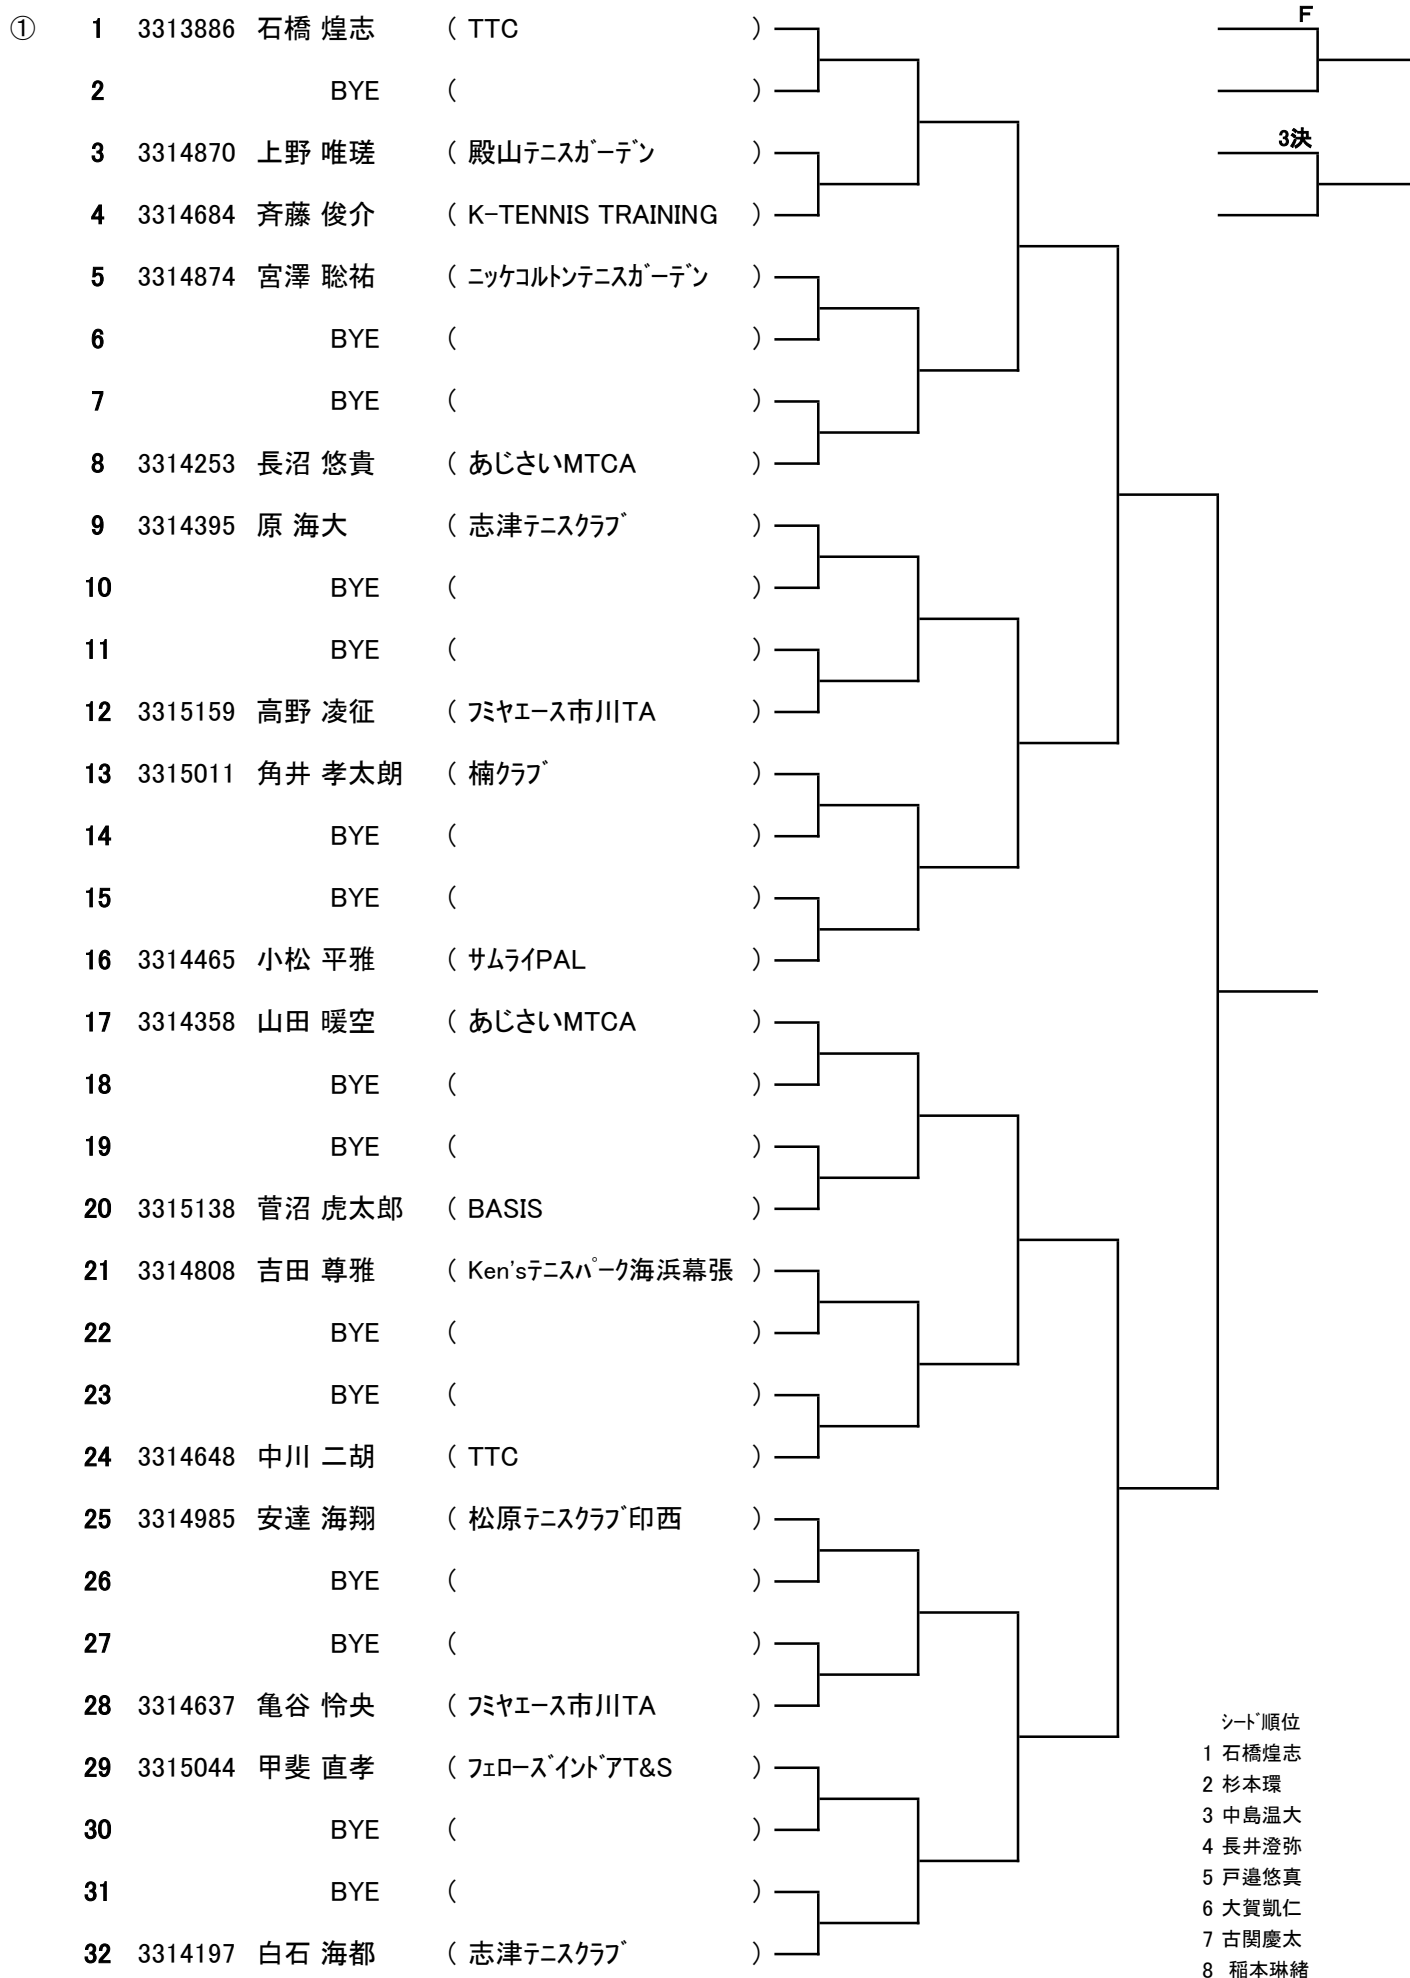 ① 1 3313886 石橋 煌志 ( TTC ) F
2 BYE ( )
3 3314870 上野 唯瑳 ( 殿山ﾃﾆｽｶﾞｰﾃﾞﾝ ) 3決
4 3314684 斉藤 俊介 ( K-TENNIS TRAINING )
5 3314874 宮澤 聡祐 ( ﾆｯｹｺﾙﾄﾝﾃﾆｽｶﾞｰﾃﾞﾝ )
6 BYE ( )
7 BYE ( )
8 3314253 長沼 悠貴 ( あじさいMTCA )
9 3314395 原 海大 ( 志津ﾃﾆｽｸﾗﾌﾞ )
10 BYE ( )
11 BYE ( )
12 3315159 高野 凌征 ( ﾌﾐﾔｴｰｽ市川TA )
13 3315011 角井 孝太朗 ( 楠ｸﾗﾌﾞ )
14 BYE ( )
15 BYE ( )
16 3314465 小松 平雅 ( ｻﾑﾗｲPAL )
17 3314358 山田 暖空 ( あじさいMTCA )
18 BYE ( )
19 BYE ( )
20 3315138 菅沼 虎太郎 ( BASIS )
21 3314808 吉田 尊雅 ( Ken'sﾃﾆｽﾊﾟｰｸ海浜幕張 )
22 BYE ( )
23 BYE ( )
24 3314648 中川 二胡 ( TTC )
25 3314985 安達 海翔 ( 松原ﾃﾆｽｸﾗﾌﾞ印西 )
26 BYE ( )
27 BYE ( )
28 3314637 亀谷 怜央 ( ﾌﾐﾔｴｰｽ市川TA )
29 3315044 甲斐 直孝 ( ﾌｪﾛｰｽﾞｲﾝﾄﾞｱT&S )
30 BYE ( )
31 BYE ( )
32 3314197 白石 海都 ( 志津ﾃﾆｽｸﾗﾌﾞ )
ｼｰﾄﾞ順位
1 石橋煌志
2 杉本環
3 中島温大
4 長井澄弥
5 戸邉悠真
6 大賀凱仁
7 古関慶太
8 稲本琳緒